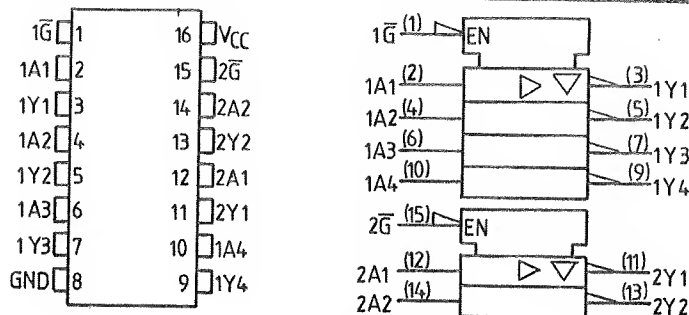 1G̅ 1 16 VCC
1A1 2 15 2G̅
1Y1 3 14 2A2
1A2 4 13 2Y2
1Y2 5 12 2A1
1A3 6 11 2Y1
1Y3 7 10 1A4
GND 8 9 1Y4
1G̅ (1) EN
1A1 (2) (3) 1Y1
1A2 (4) (5) 1Y2
1A3 (6) (7) 1Y3
1A4 (10) (9) 1Y4
2G̅ (15) EN
2A1 (12) (11) 2Y1
2A2 (14) (13) 2Y2